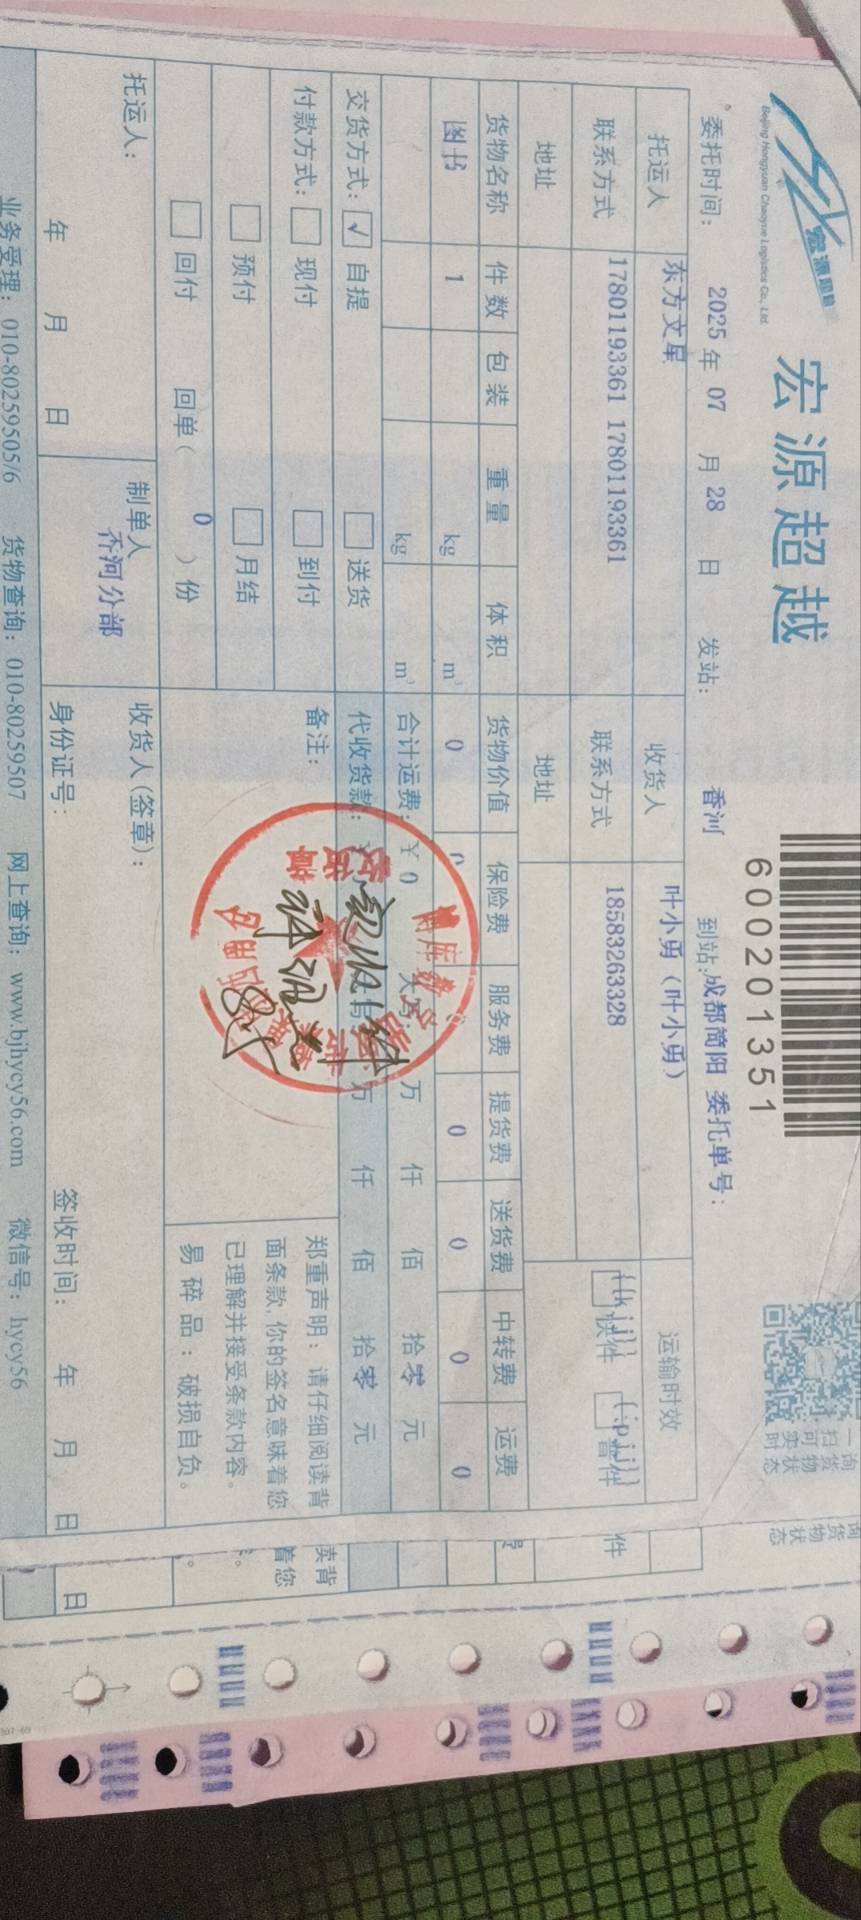 宏源超越
Beijing Hongyuan Chaoyue Logistics Co., Ltd.
宏源超越
6002013 51
委托时间: 2025 年 07 月 28 日 发站: 香河 到站: 成都简阳 委托单号:
托运人 东方文星 收货人 叶小勇（叶小勇） 运输时效
联系方式 17801193361 17801193361 联系方式 18583263328 {{kjj}} 快件 {{pjj}} 普件
地址 地址
货物名称 件数 包装 重量 体积 货物价值 保险费 服务费 提货费 送货费 中转费 运费
图书 1 kg m³ 0 0 0 0 0 0
kg m³ 合计运费: ¥ 0 万 仟 佰 拾 零 元
交货方式: √ 自提 送货 代收货款: 万 仟 佰 拾 零 元
付款方式: 现付 到付 备注:
预付 月结
回付 回单( 0 )份
郑重声明: 请仔细阅读背
面条款,你的签名意味着您
已理解并接受条款内容。
易碎品: 破损自负。
托运人: 制单人 收货人(签章):
香河分部
年 月 日 身份证号: 签收时间: 年 月 日
业务受理: 010-80259505/6 货物查询: 010-80259507 网上查询: www.bjhycy56.com 微信号: hycy56